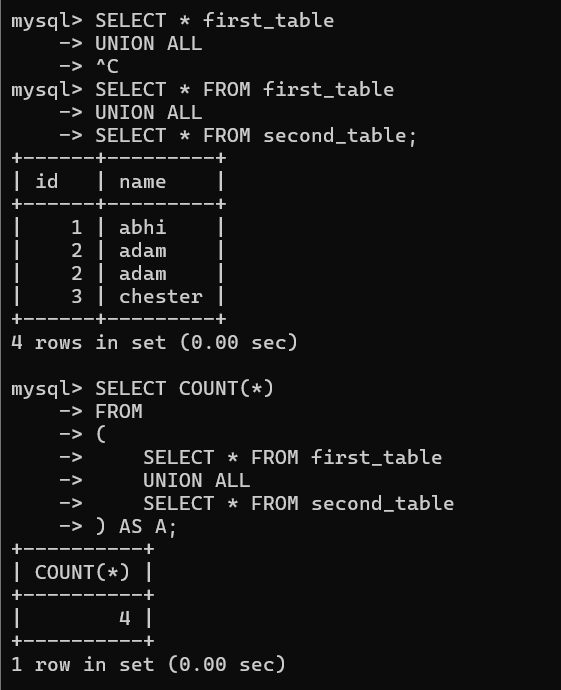 mysql> SELECT * first_table
    -> UNION ALL
    -> ^C
mysql> SELECT * FROM first_table
    -> UNION ALL
    -> SELECT * FROM second_table;
+------+---------+
| id   | name    |
+------+---------+
|    1 | abhi    |
|    2 | adam    |
|    2 | adam    |
|    3 | chester |
+------+---------+
4 rows in set (0.00 sec)

mysql> SELECT COUNT(*)
    -> FROM
    -> (
    ->     SELECT * FROM first_table
    ->     UNION ALL
    ->     SELECT * FROM second_table
    -> ) AS A;
+----------+
| COUNT(*) |
+----------+
|        4 |
+----------+
1 row in set (0.00 sec)